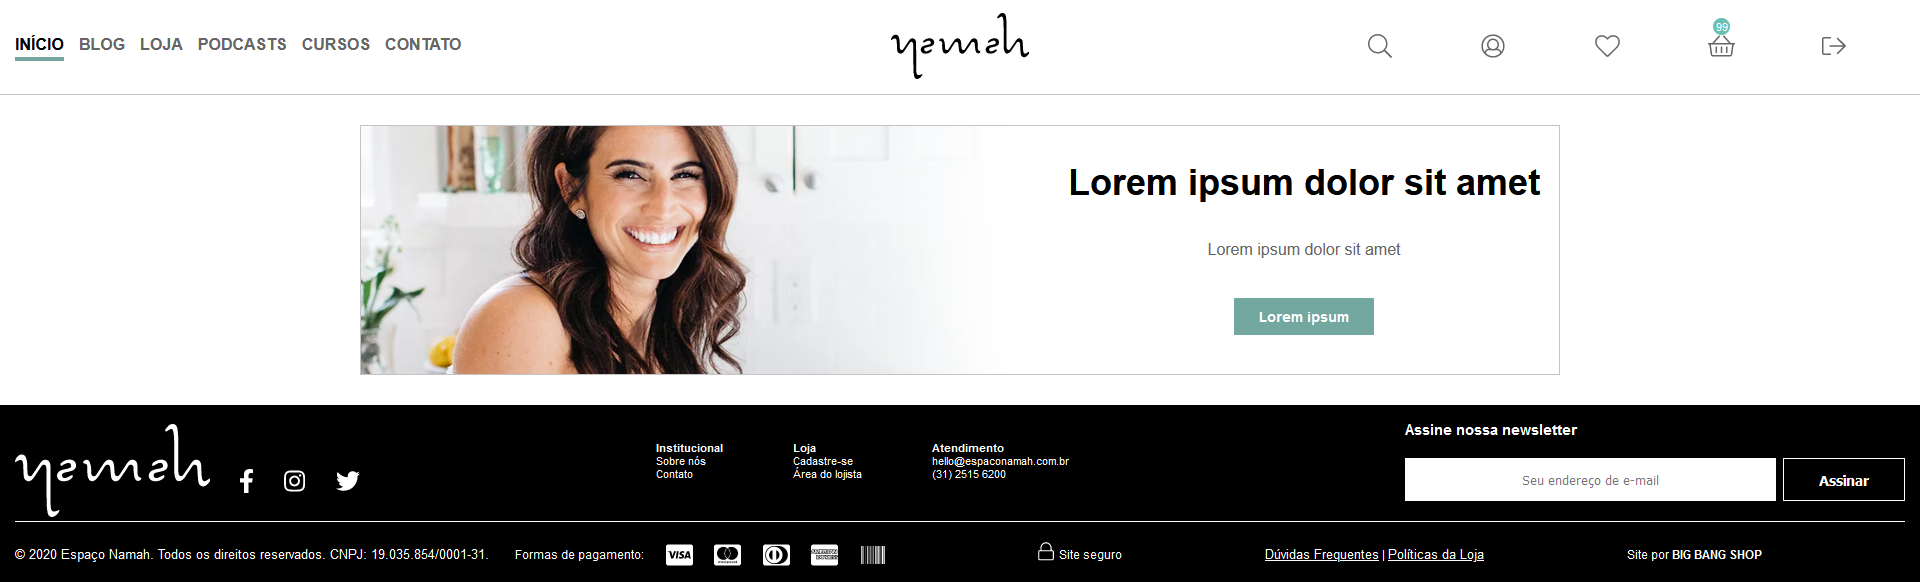 INÍCIO BLOG LOJA PODCASTS CURSOS CONTATO
namah
99
Lorem ipsum dolor sit amet
Lorem ipsum dolor sit amet
Lorem ipsum
namah
Institucional
Sobre nós
Contato
Loja
Cadastre-se
Área do lojista
Atendimento
hello@espaconamah.com.br
(31) 2515 6200
Assine nossa newsletter
Seu endereço de e-mail
Assinar
© 2020 Espaço Namah. Todos os direitos reservados. CNPJ: 19.035.854/0001-31.
Formas de pagamento:
VISA
Site seguro
Dúvidas Frequentes | Políticas da Loja
Site por BIG BANG SHOP